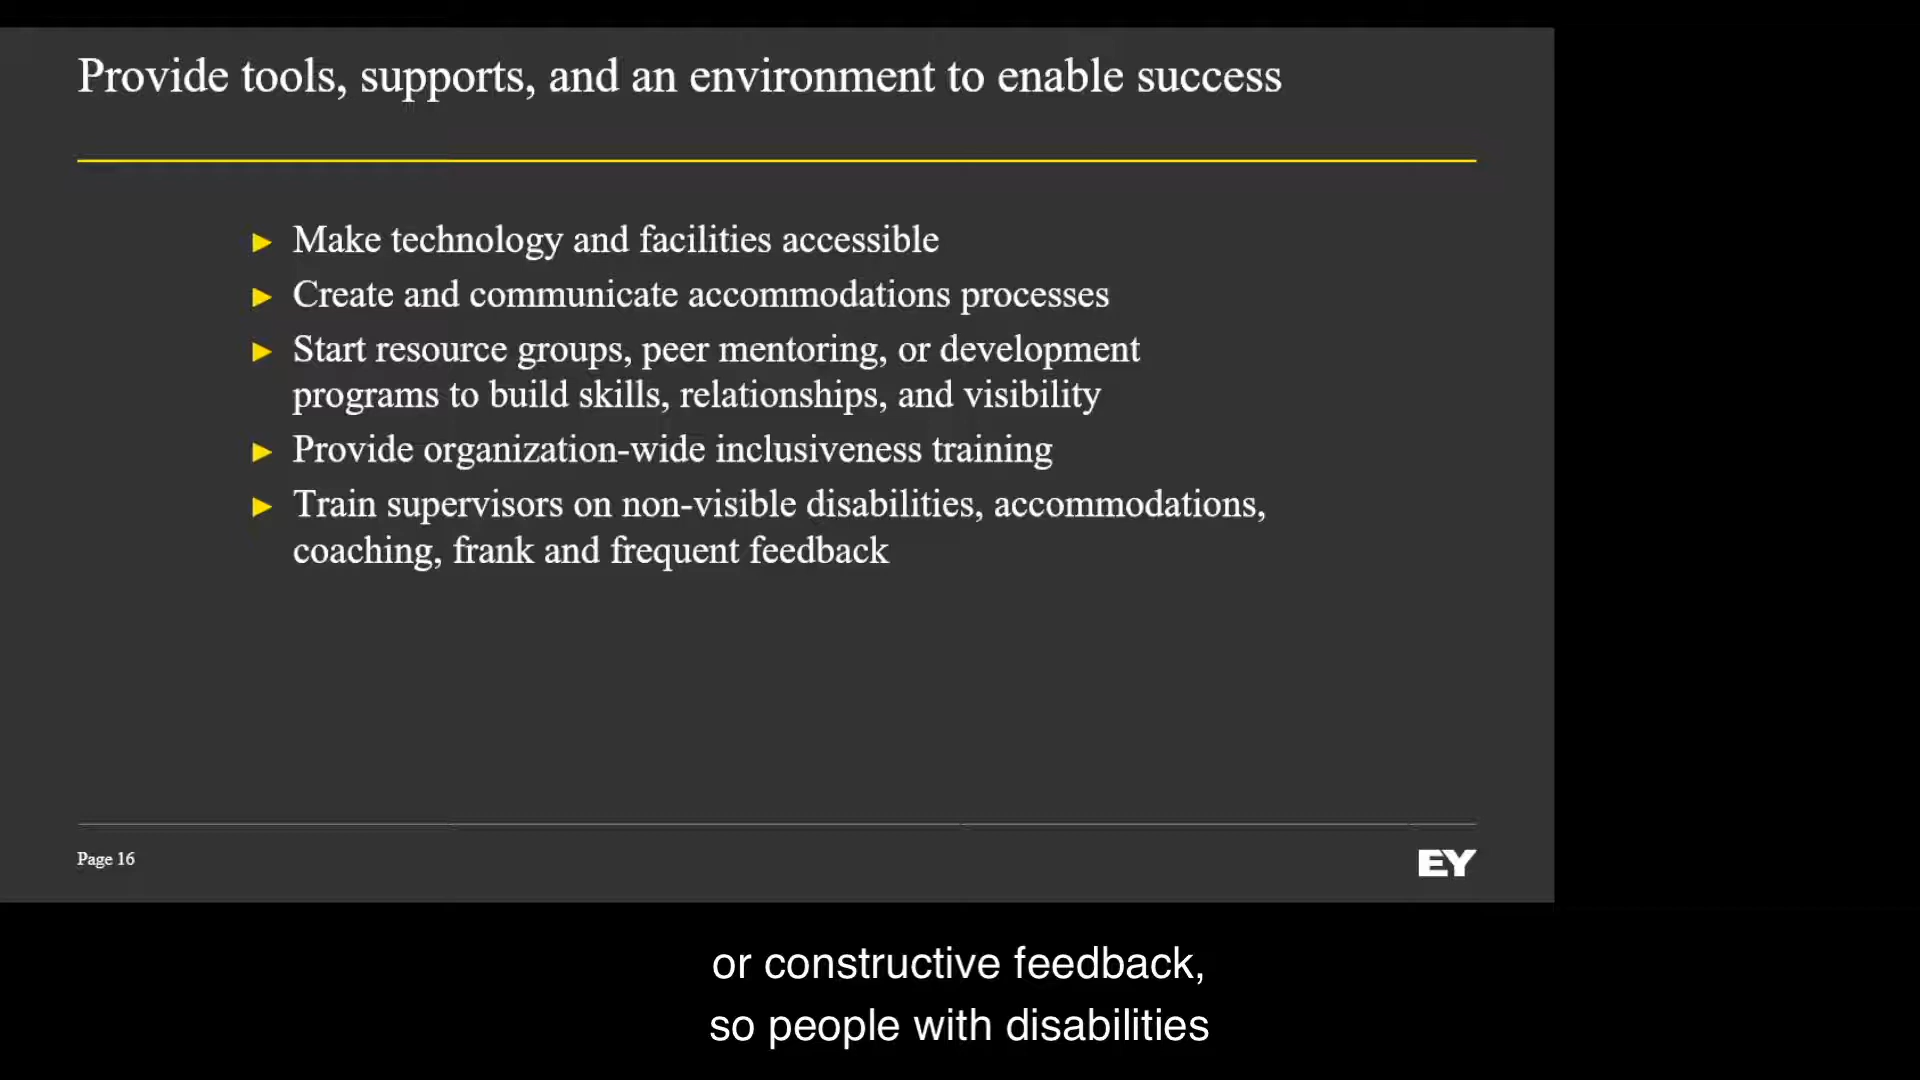 Provide tools, supports, and an environment to enable success
► Make technology and facilities accessible
► Create and communicate accommodations processes
► Start resource groups, peer mentoring, or development
programs to build skills, relationships, and visibility
► Provide organization-wide inclusiveness training
► Train supervisors on non-visible disabilities, accommodations,
coaching, frank and frequent feedback
Page 16
EY
or constructive feedback,
so people with disabilities